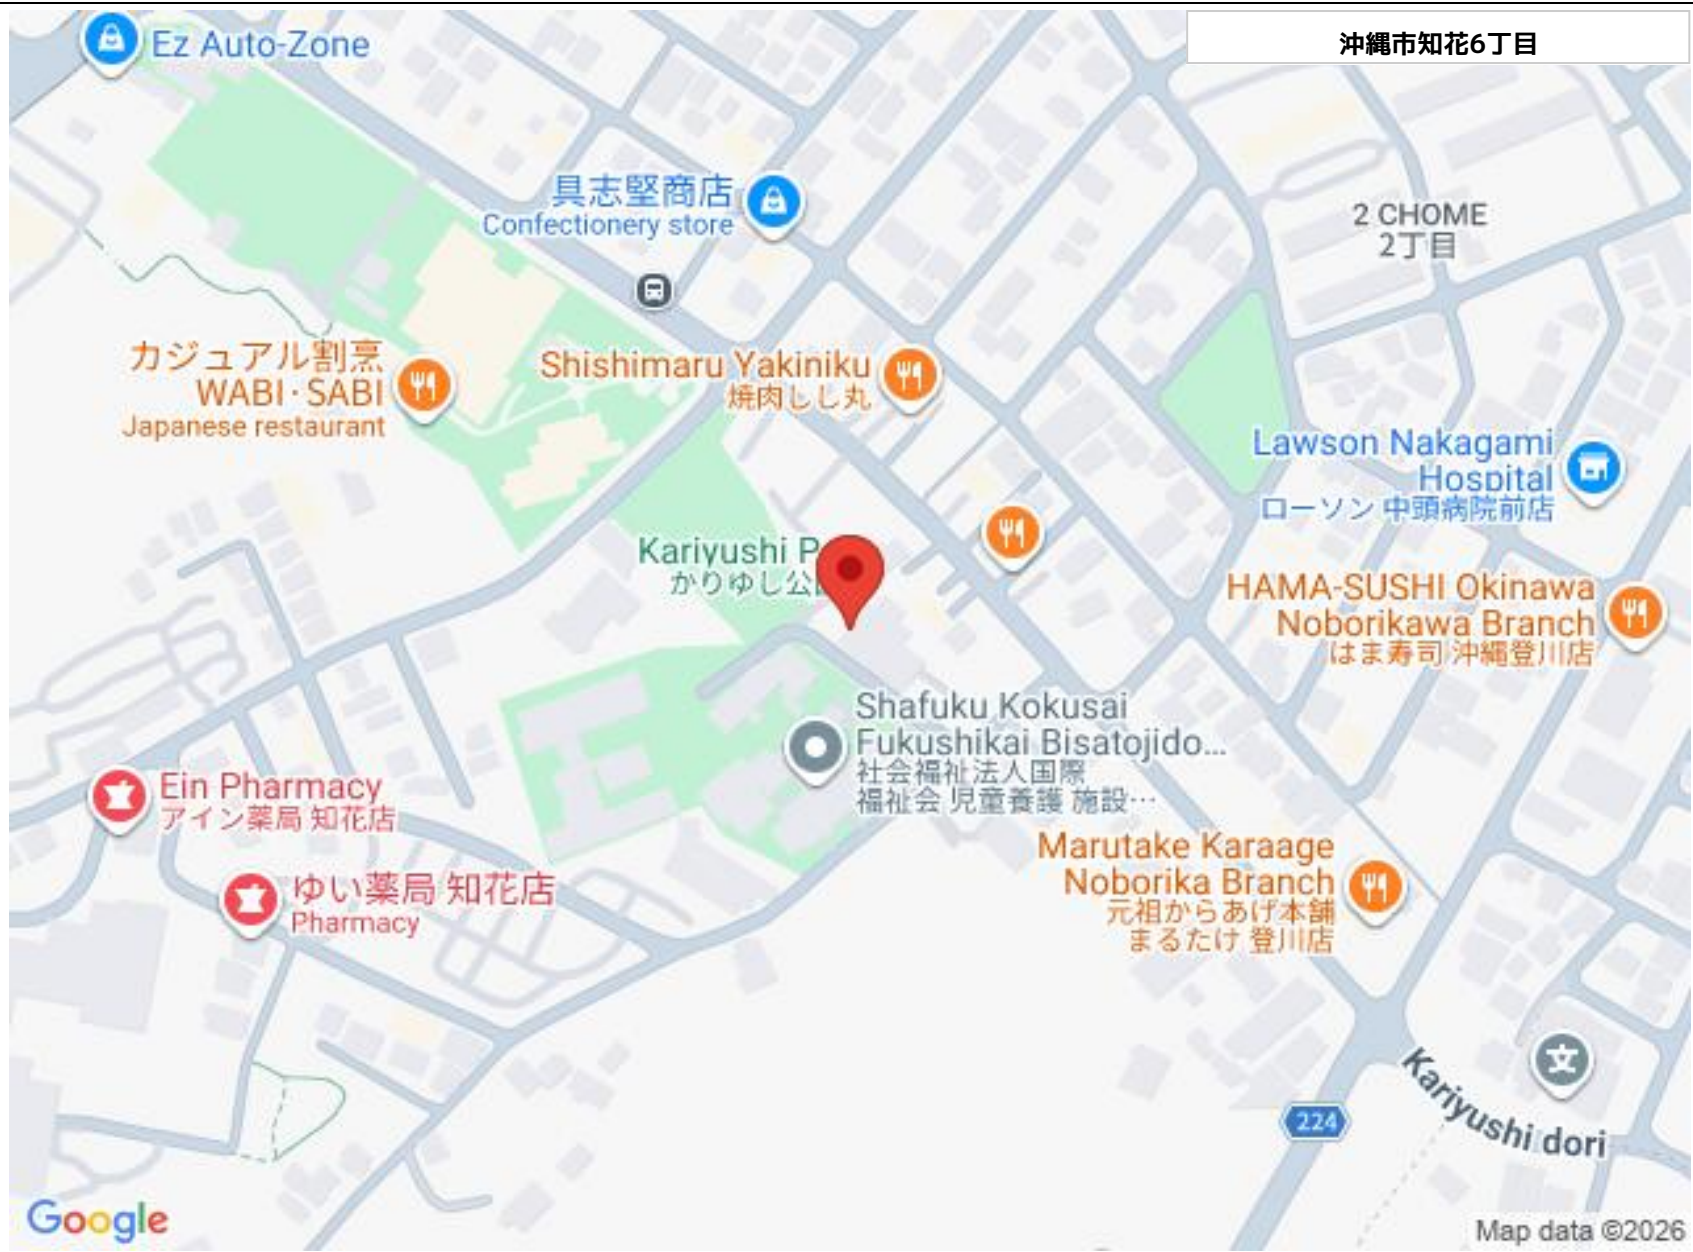 沖縄市知花6丁目
Ez Auto-Zone
具志堅商店
Confectionery store
2 CHOME
2丁目
カジュアル割烹
WABI・SABI
Japanese restaurant
Shishimaru Yakiniku
焼肉しし丸
Lawson Nakagami
Hospital
ローソン 中頭病院前店
Kariyushi P
かりゆし公
HAMA-SUSHI Okinawa
Noborikawa Branch
はま寿司 沖縄登川店
Shafuku Kokusai
Fukushikai Bisatojido...
社会福祉法人国際
福祉会 児童養護 施設…
Ein Pharmacy
アイン薬局 知花店
Marutake Karaage
Noborika Branch
元祖からあげ本舗
まるたけ 登川店
ゆい薬局 知花店
Pharmacy
文
224
Kariyushi dori
Google
Map data ©2026